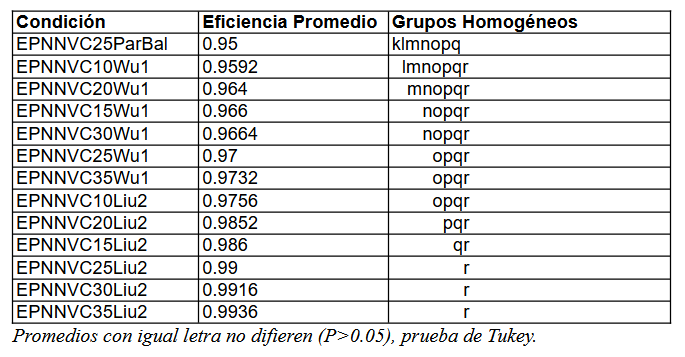 Condición Eficiencia Promedio Grupos Homogéneos
EPNNVC25ParBal 0.95 klmnopq
EPNNVC10Wu1 0.9592 lmnopqr
EPNNVC20Wu1 0.964 mnopqr
EPNNVC15Wu1 0.966 nopqr
EPNNVC30Wu1 0.9664 nopqr
EPNNVC25Wu1 0.97 opqr
EPNNVC35Wu1 0.9732 opqr
EPNNVC10Liu2 0.9756 opqr
EPNNVC20Liu2 0.9852 pqr
EPNNVC15Liu2 0.986 qr
EPNNVC25Liu2 0.99 r
EPNNVC30Liu2 0.9916 r
EPNNVC35Liu2 0.9936 r
Promedios con igual letra no difieren (P>0.05), prueba de Tukey.